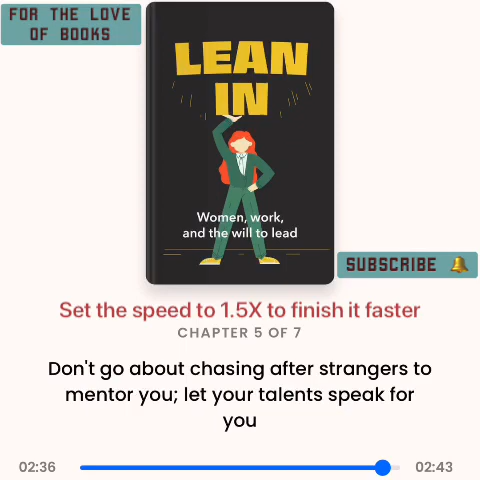 FOR THE LOVE
OF BOOKS
LEAN
IN
Women, work,
and the will to lead
SUBSCRIBE 🔔
Set the speed to 1.5X to finish it faster
CHAPTER 5 OF 7
Don't go about chasing after strangers to
mentor you; let your talents speak for
you
02:36
02:43